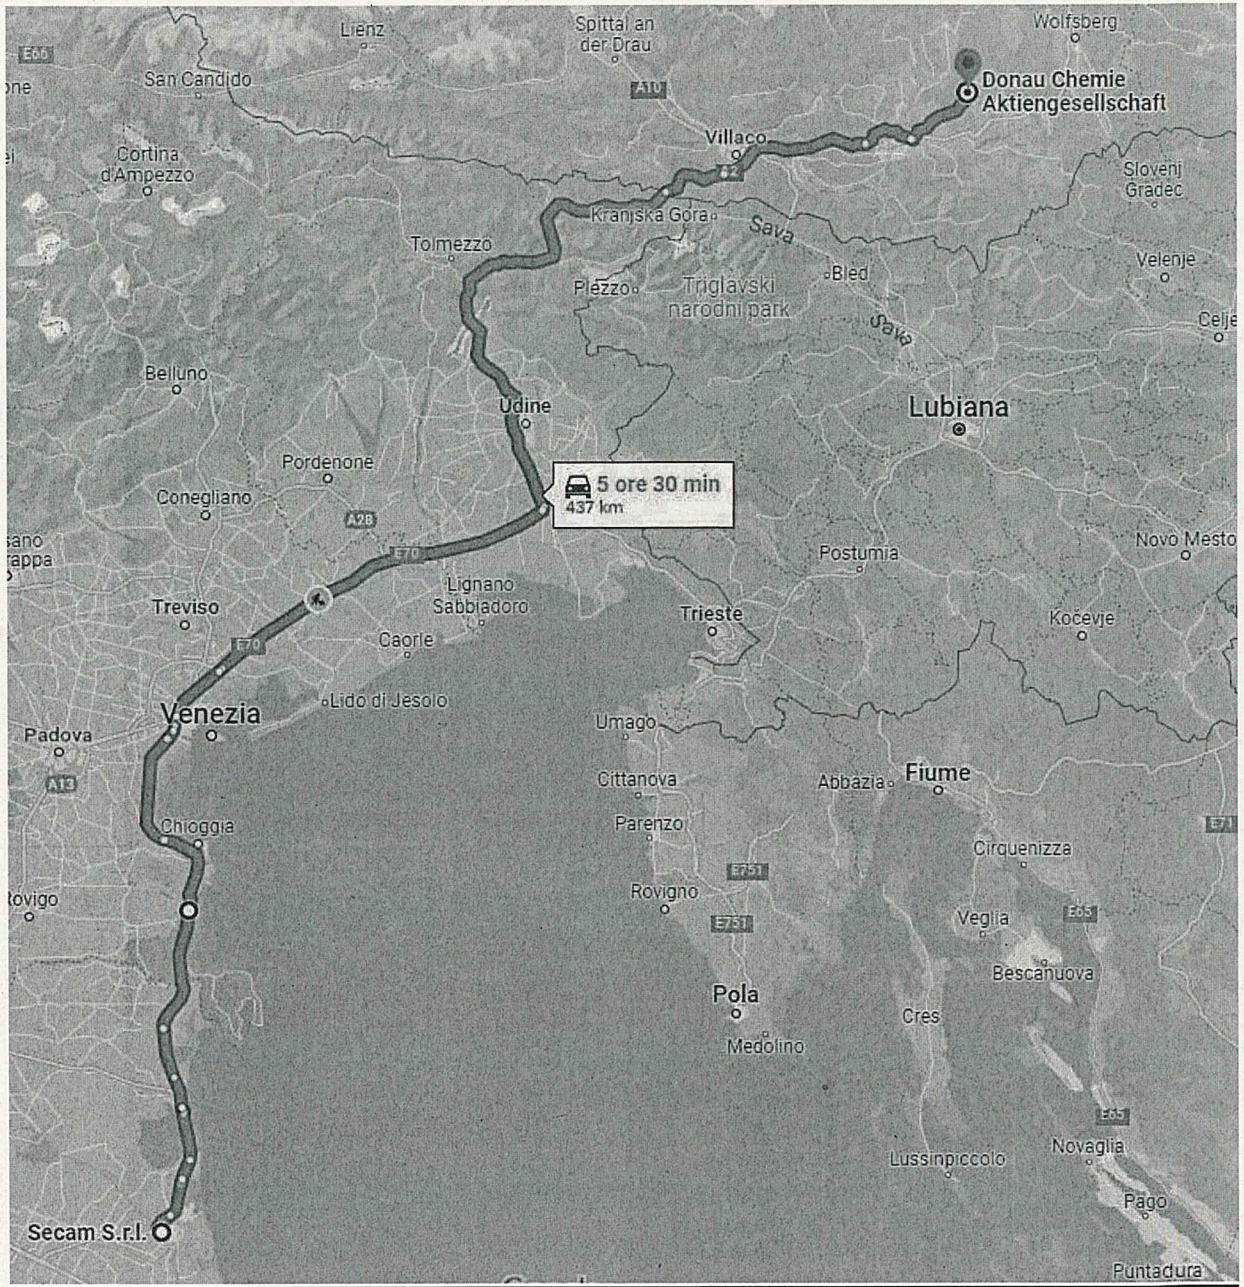 Wolfsberg
Spittal an
der Drau
Lienz
E66
San Candido
one
A10
Donau Chemie
Aktiengesellschaft
Villaco
Cortina
d'Ampezzo
Slovenj
Gradec
Kranjska Gora
Sava
Tolmezzo
Velenje
Bled
Plezzo
Triglavski
narodni park
Sava
Celje
Belluno
Udine
Lubiana
Pordenone
Conegliano
5 ore 30 min
437 km
A28
sano
rappa
E70
Postumia
Novo Mesto
Lignano
Sabbiadoro
Treviso
Trieste
Kočevje
E70
Caorle
Lido di Jesolo
Venezia
Umago
Padova
A13
Cittanova
Abbazia
Fiume
Chioggia
Parenzo
E71
Cirquenizza
E751
Rovigno
Rovigo
E751
Veglia
E65
Bescanuova
Pola
Cres
Medolino
E65
Novaglia
Lussinpiccolo
Pago
Secam S.r.l.
Puntadura